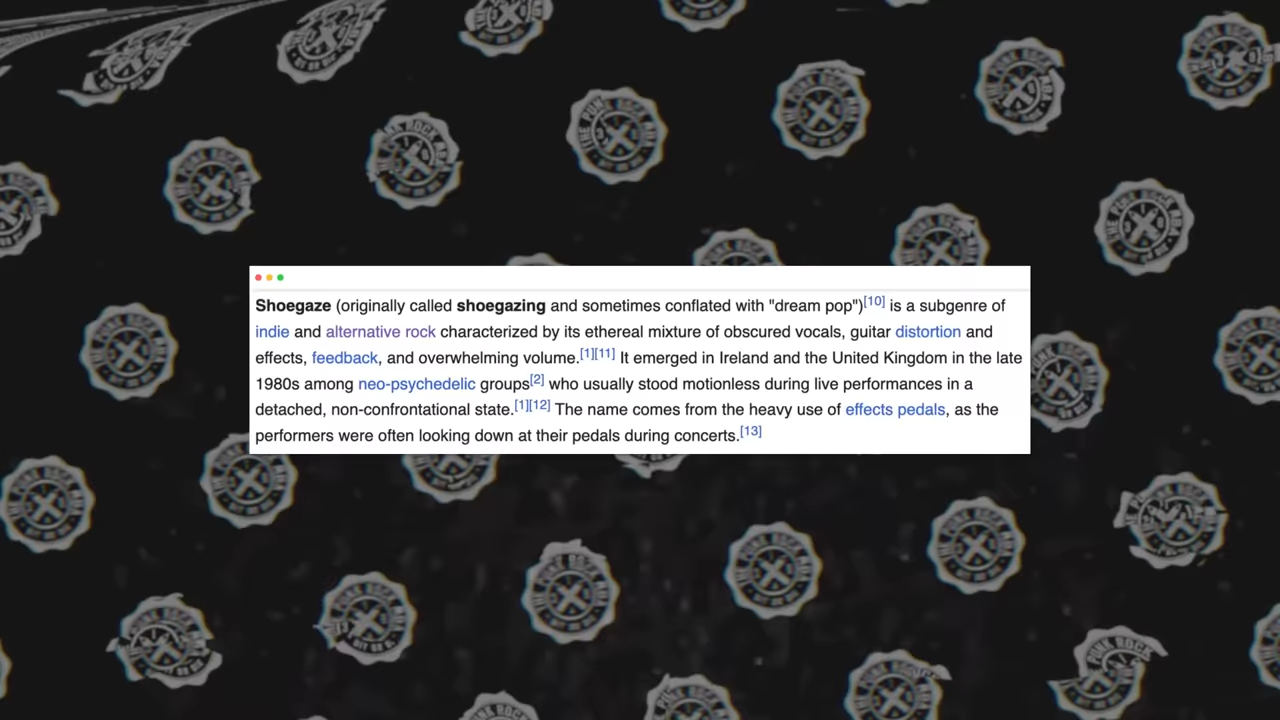 Shoegaze (originally called shoegazing and sometimes conflated with "dream pop")[10] is a subgenre of
indie and alternative rock characterized by its ethereal mixture of obscured vocals, guitar distortion and
effects, feedback, and overwhelming volume.[1][11] It emerged in Ireland and the United Kingdom in the late
1980s among neo-psychedelic groups[2] who usually stood motionless during live performances in a
detached, non-confrontational state.[1][12] The name comes from the heavy use of effects pedals, as the
performers were often looking down at their pedals during concerts.[13]
THE PUNK ROCK MBA